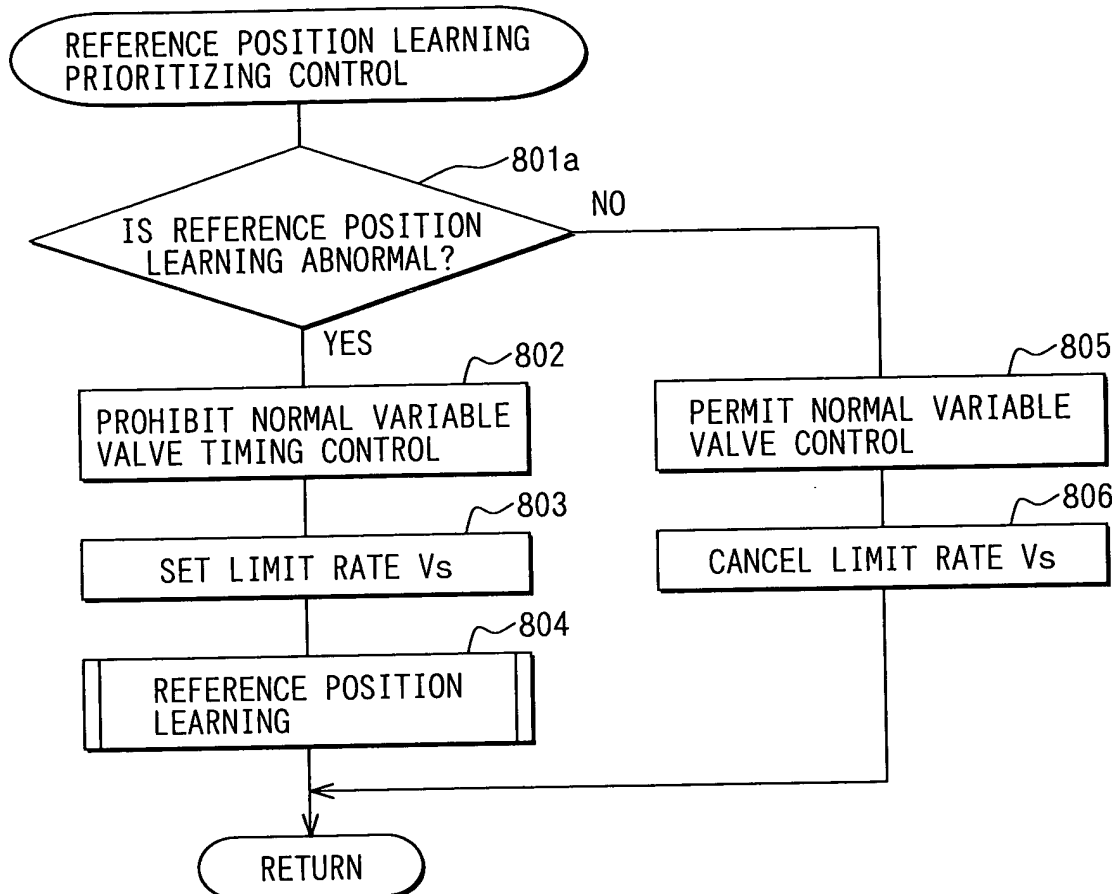 REFERENCE POSITION LEARNING
PRIORITIZING CONTROL
801a
IS REFERENCE POSITION
LEARNING ABNORMAL?
NO
YES
802
PROHIBIT NORMAL VARIABLE
VALVE TIMING CONTROL
803
SET LIMIT RATE Vs
804
REFERENCE POSITION
LEARNING
805
PERMIT NORMAL VARIABLE
VALVE CONTROL
806
CANCEL LIMIT RATE Vs
RETURN